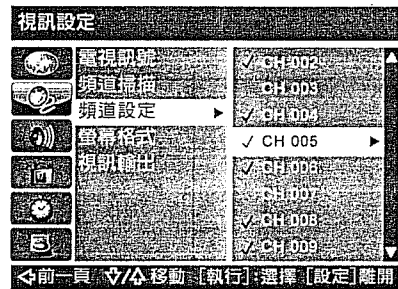 視訊設定
電視訊號
頻道掃描
頻道設定
螢幕格式
視訊輸出
✓ CH 002
CH 003
✓ CH 004
✓ CH 005
✓ CH 006
CH 007
✓ CH 008
✓ CH 009
前一頁 / 移動 [執行]:選擇 [設定]離開